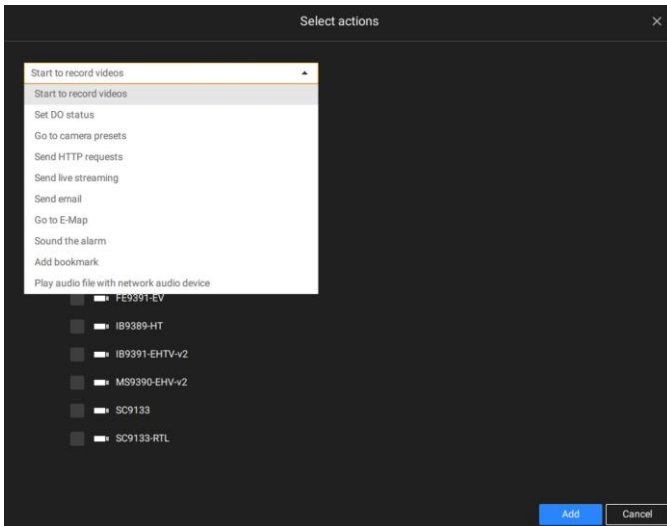 Select actions
Start to record videos
Start to record videos
Set DO status
Go to camera presets
Send HTTP requests
Send live streaming
Send email
Go to E-Map
Sound the alarm
Add bookmark
Play audio file with network audio device
FE9391-EV
IB9389-HT
IB9391-EHTV-v2
MS9390-EHV-v2
SC9133
SC9133-RTL
Add Cancel